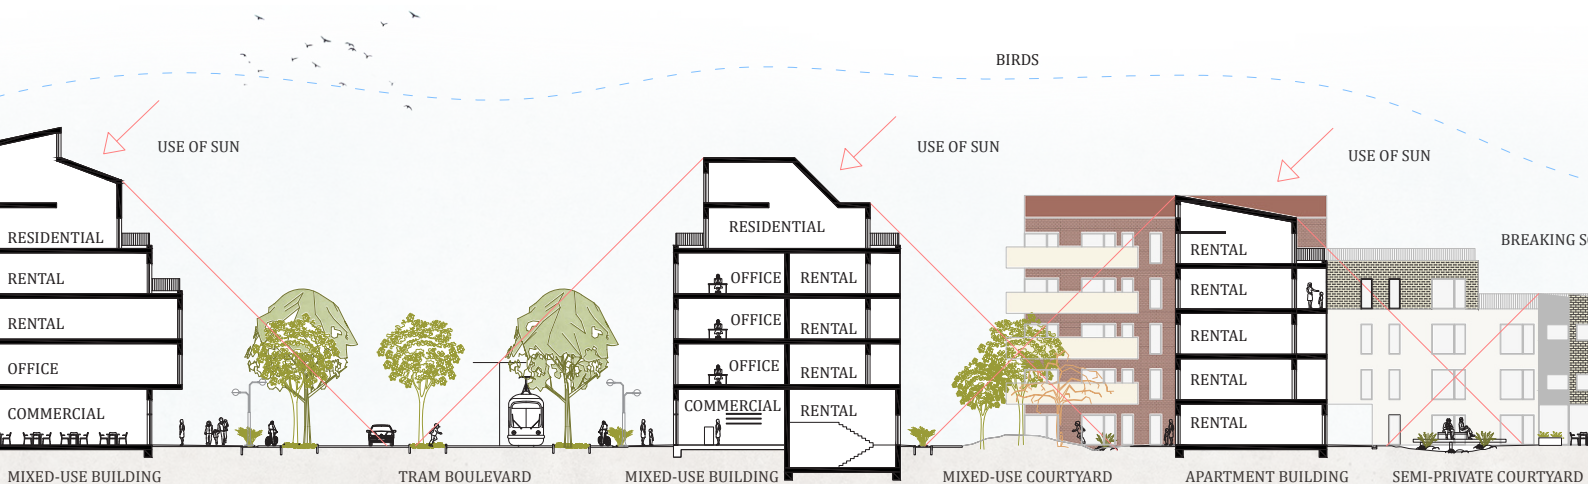 BIRDS
USE OF SUN
USE OF SUN
USE OF SUN
RESIDENTIAL
RENTAL
RENTAL
OFFICE
COMMERCIAL
RESIDENTIAL
OFFICE RENTAL
OFFICE RENTAL
OFFICE RENTAL
COMMERCIAL RENTAL
RENTAL
RENTAL
RENTAL
RENTAL
RENTAL
BREAKING
MIXED-USE BUILDING
TRAM BOULEVARD
MIXED-USE BUILDING
MIXED-USE COURTYARD
APARTMENT BUILDING
SEMI-PRIVATE COURTYARD